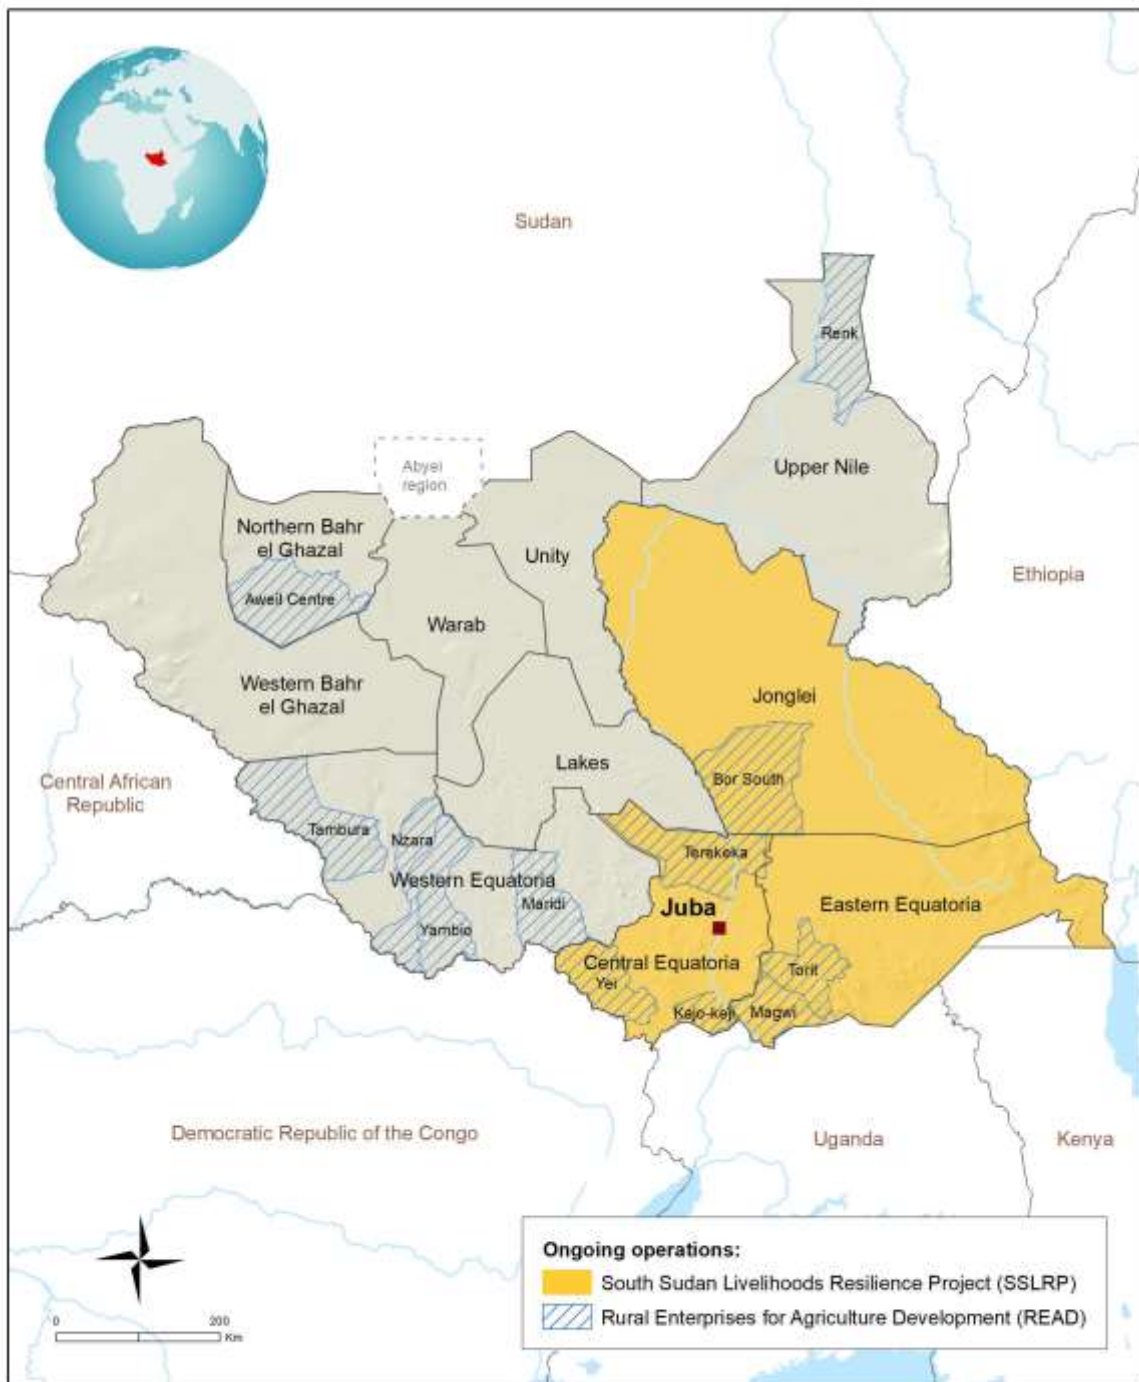 Sudan
Renk
Upper Nile
Abyei
region
Northern Bahr
el Ghazal
Unity
Ethiopia
Aweil Centre
Warab
Western Bahr
el Ghazal
Jonglei
Lakes
Central African
Republic
Bor South
Tambura
Nzara
Terekeka
Western Equatoria
Maridi
Juba
Eastern Equatoria
Yambio
Central Equatoria
Torit
Yei
Kajo-keji
Magwi
Democratic Republic of the Congo
Uganda
Kenya
Ongoing operations:
South Sudan Livelihoods Resilience Project (SSLRP)
Rural Enterprises for Agriculture Development (READ)
0 200
Km